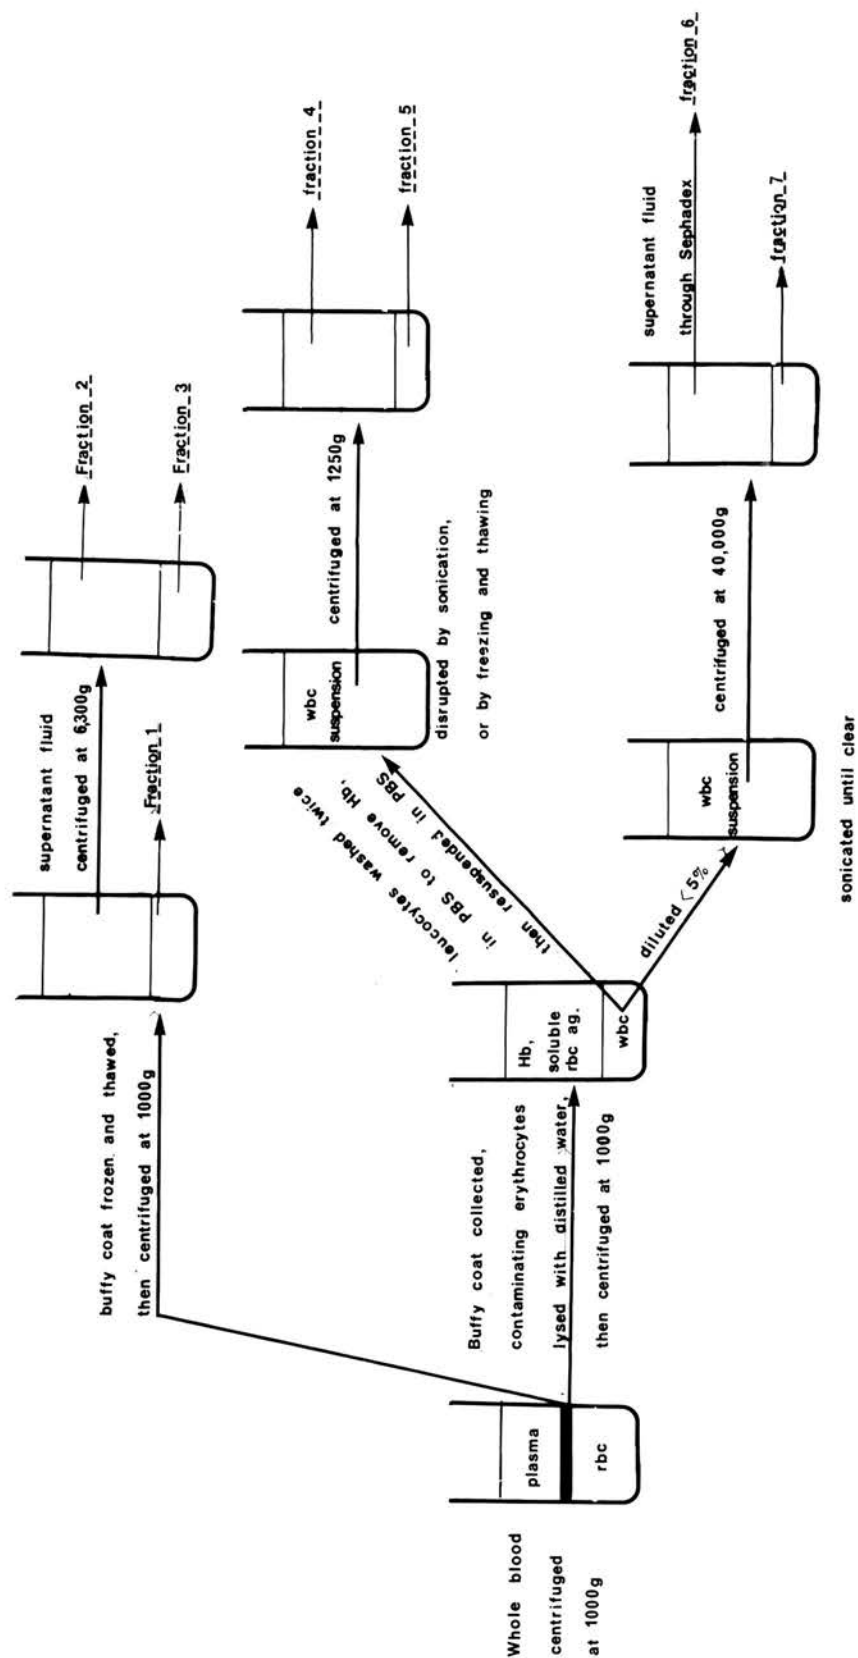 Whole blood
centrifuged
at 1000g
plasma
rbc
buffy coat frozen and thawed,
then centrifuged at 1000g
supernatant fluid
centrifuged at 6,300g
Fraction 1
Fraction 2
Fraction 3
Buffy coat collected,
contaminating erythrocytes
lysed with distilled water,
then centrifuged at 1000g
Hb,
soluble
rbc ag.
wbc
leucocytes washed twice
in PBS to remove Hb,
then resuspended in PBS
wbc
suspension
disrupted by sonication,
or by freezing and thawing
centrifuged at 1250g
fraction 4
fraction 5
diluted <5%
wbc
suspension
sonicated until clear
centrifuged at 40,000g
supernatant fluid
through Sephadex
fraction 6
fraction 7